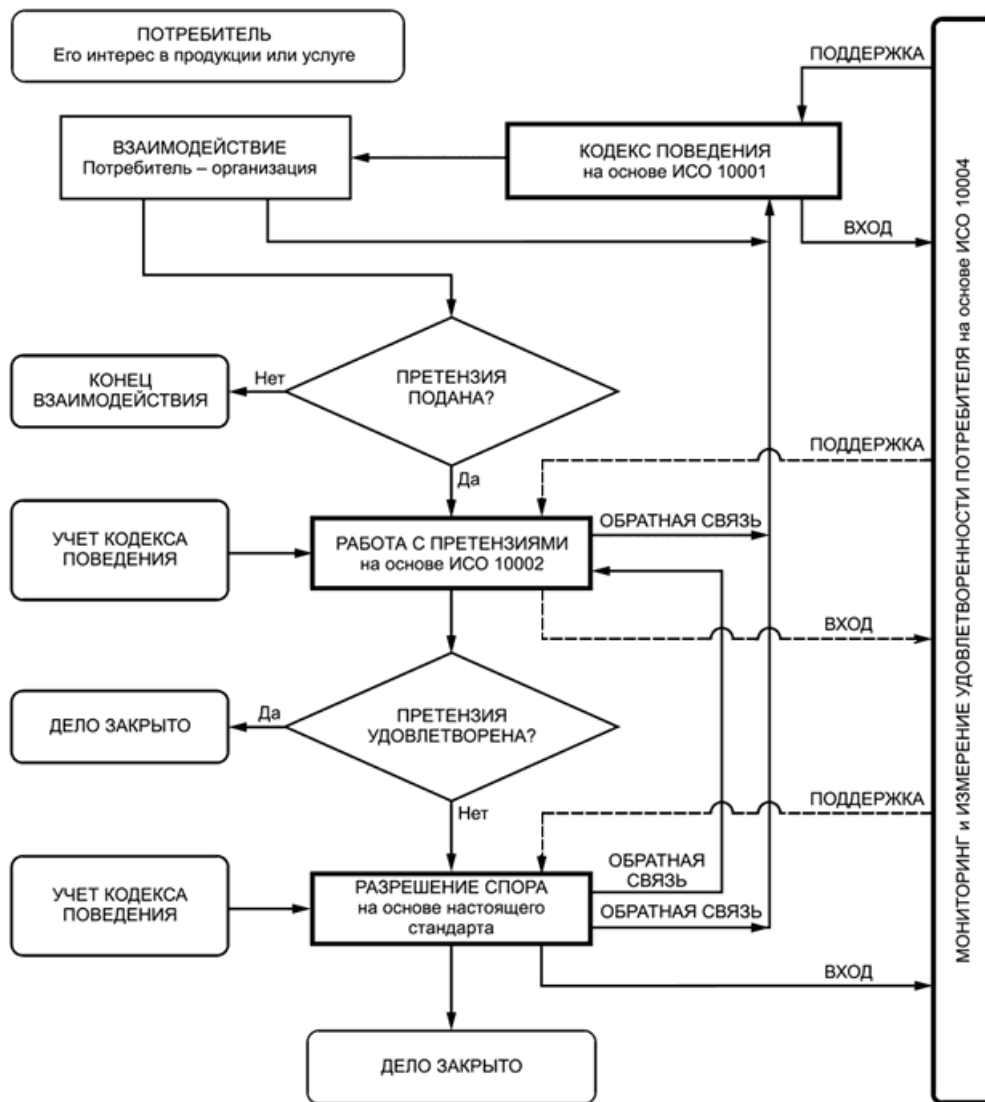 ПОТРЕБИТЕЛЬ
Его интерес в продукции или услуге
ПОДДЕРЖКА
ВЗАИМОДЕЙСТВИЕ
Потребитель – организация
КОДЕКС ПОВЕДЕНИЯ
на основе ИСО 10001
ВХОД
ПРЕТЕНЗИЯ
ПОДАНА?
Нет
КОНЕЦ
ВЗАИМОДЕЙСТВИЯ
ПОДДЕРЖКА
Да
УЧЕТ КОДЕКСА
ПОВЕДЕНИЯ
РАБОТА С ПРЕТЕНЗИЯМИ
на основе ИСО 10002
ОБРАТНАЯ СВЯЗЬ
ВХОД
ПРЕТЕНЗИЯ
УДОВЛЕТВОРЕНА?
Да
ДЕЛО ЗАКРЫТО
ПОДДЕРЖКА
Нет
УЧЕТ КОДЕКСА
ПОВЕДЕНИЯ
РАЗРЕШЕНИЕ СПОРА
на основе настоящего
стандарта
ОБРАТНАЯ
СВЯЗЬ
ОБРАТНАЯ СВЯЗЬ
ВХОД
ДЕЛО ЗАКРЫТО
МОНИТОРИНГ и ИЗМЕРЕНИЕ УДОВЛЕТВОРЕННОСТИ ПОТРЕБИТЕЛЯ на основе ИСО 10004